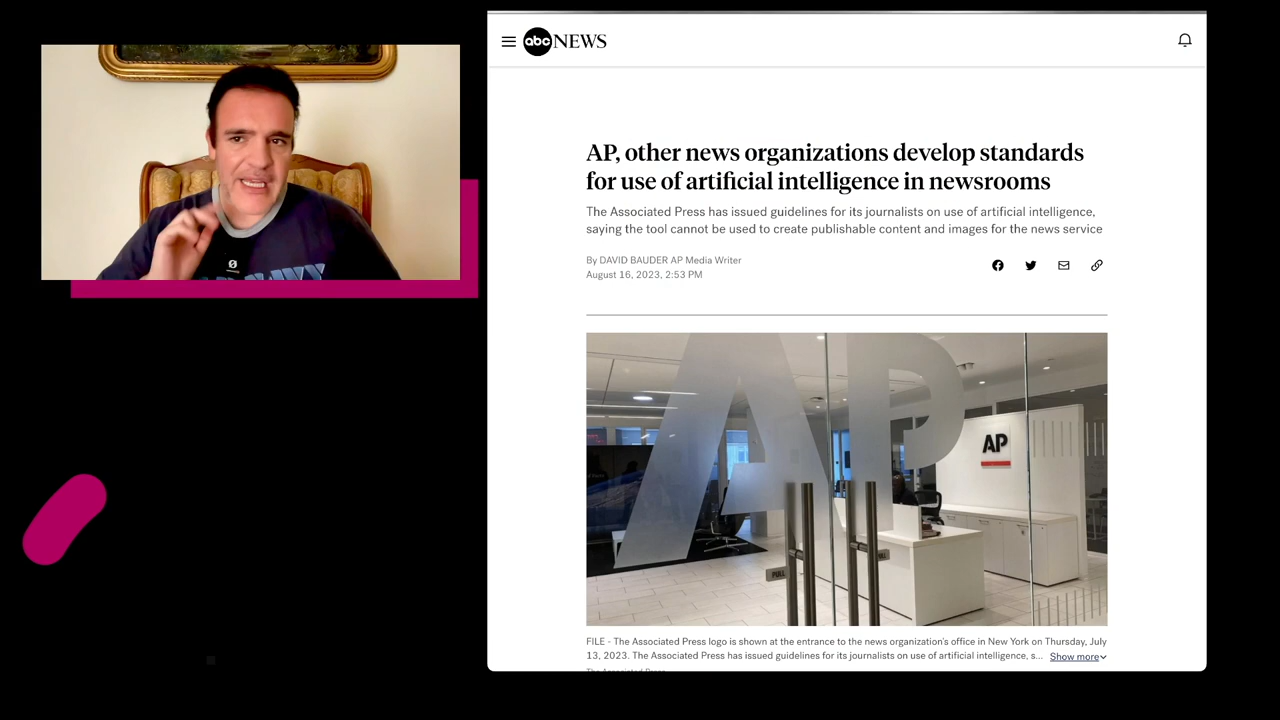 abc NEWS
AP, other news organizations develop standards
for use of artificial intelligence in newsrooms
The Associated Press has issued guidelines for its journalists on use of artificial intelligence,
saying the tool cannot be used to create publishable content and images for the news service
By DAVID BAUDER AP Media Writer
August 16, 2023, 2:53 PM
AP
AP
PULL
FILE - The Associated Press logo is shown at the entrance to the news organization's office in New York on Thursday, July
13, 2023. The Associated Press has issued guidelines for its journalists on use of artificial intelligence, s... Show more